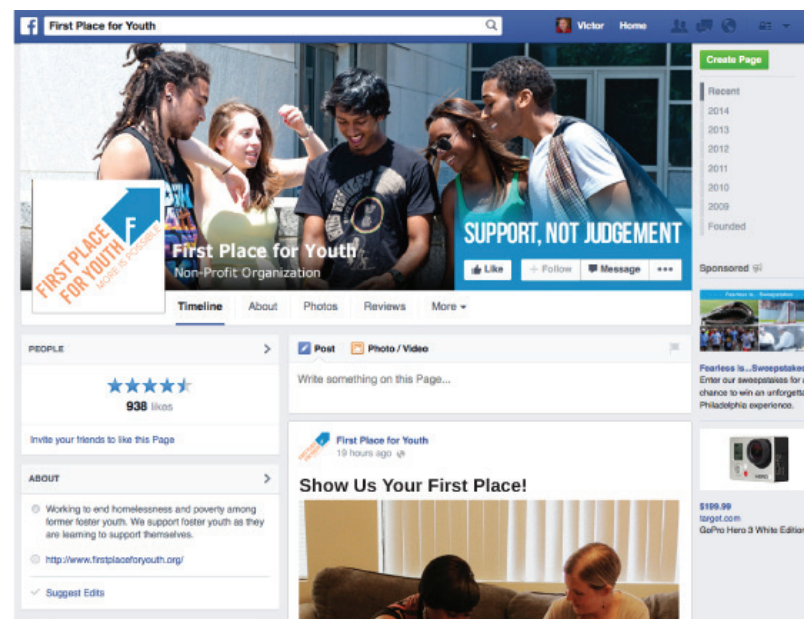 First Place for Youth
Victor Home
Create Page
Recent
2014
2013
2012
2011
2010
2009
Founded
FIRST PLACE
FOR YOUTH
MORE IS POSSIBLE
F
First Place for Youth
Non-Profit Organization
SUPPORT, NOT JUDGEMENT
Like + Follow Message •••
Timeline About Photos Reviews More
Sponsored
Fearless is... Sweepstakes
Fearless is...Sweepstakes
Enter our sweepstakes for a
chance to win an unforgetta
Philadelphia experience.
PEOPLE
938 likes
Invite your friends to like this Page
ABOUT
Working to end homelessness and poverty among
former foster youth. We support foster youth as they
are learning to support themselves.
http://www.firstplaceforyouth.org/
Suggest Edits
Post Photo / Video
Write something on this Page...
First Place for Youth
19 hours ago
Show Us Your First Place!
HERO
$199.99
target.com
GoPro Hero 3 White Edition